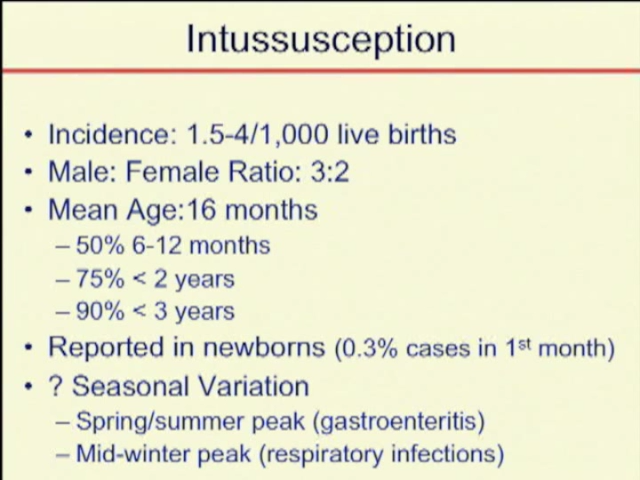 Intussusception
• Incidence: 1.5-4/1,000 live births
• Male: Female Ratio: 3:2
• Mean Age:16 months
– 50% 6-12 months
– 75% < 2 years
– 90% < 3 years
• Reported in newborns (0.3% cases in 1st month)
• ? Seasonal Variation
– Spring/summer peak (gastroenteritis)
– Mid-winter peak (respiratory infections)